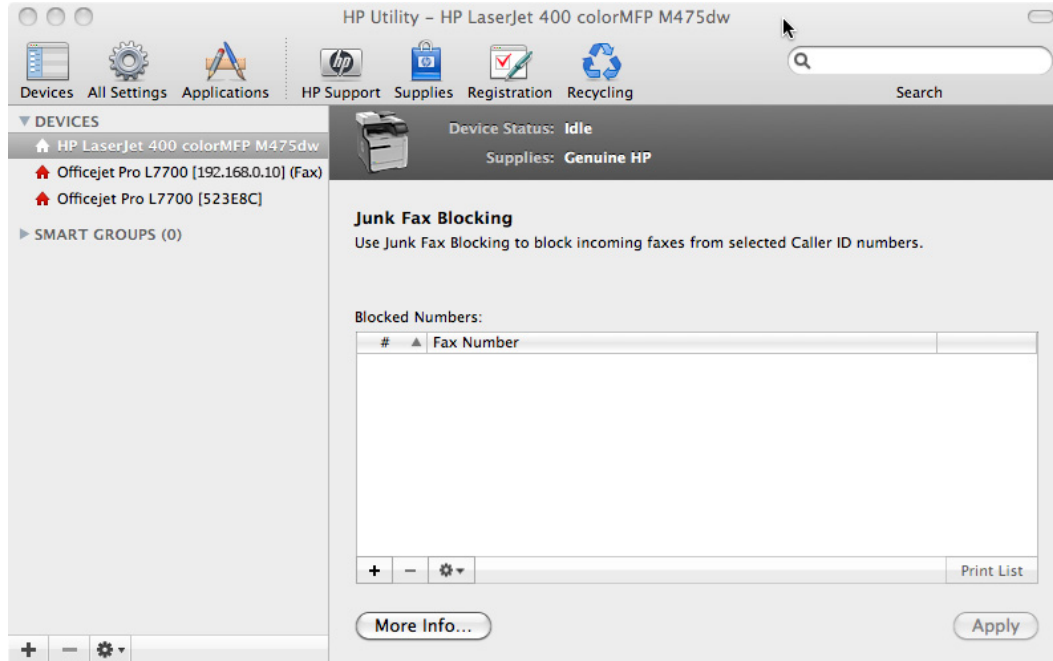 HP Utility – HP LaserJet 400 colorMFP M475dw
Devices All Settings Applications HP Support Supplies Registration Recycling Search
DEVICES
HP LaserJet 400 colorMFP M475dw
Officejet Pro L7700 [192.168.0.10] (Fax)
Officejet Pro L7700 [523E8C]
SMART GROUPS (0)
Device Status: Idle
Supplies: Genuine HP
Junk Fax Blocking
Use Junk Fax Blocking to block incoming faxes from selected Caller ID numbers.
Blocked Numbers:
# Fax Number
Print List
More Info... Apply